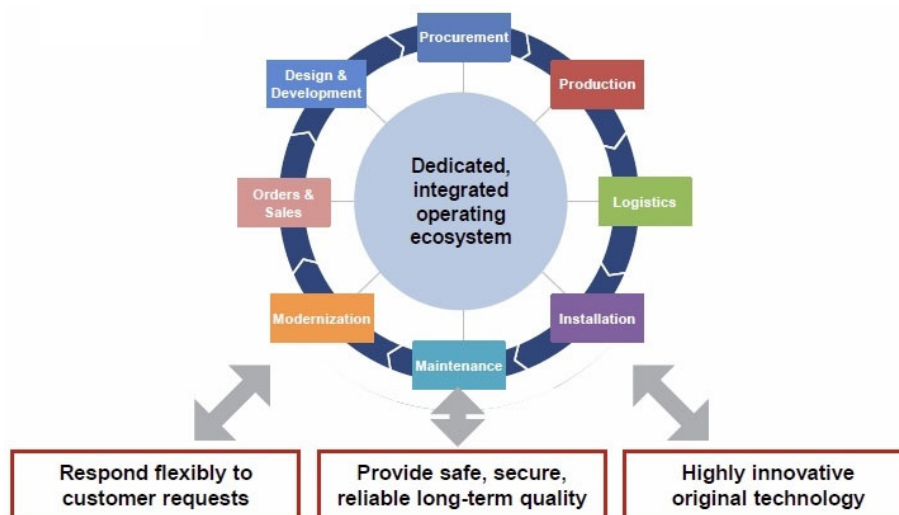 Procurement
Design &
Development
Production
Dedicated,
integrated
operating
ecosystem
Orders &
Sales
Logistics
Modernization
Installation
Maintenance
Respond flexibly to
customer requests
Provide safe, secure,
reliable long-term quality
Highly innovative
original technology